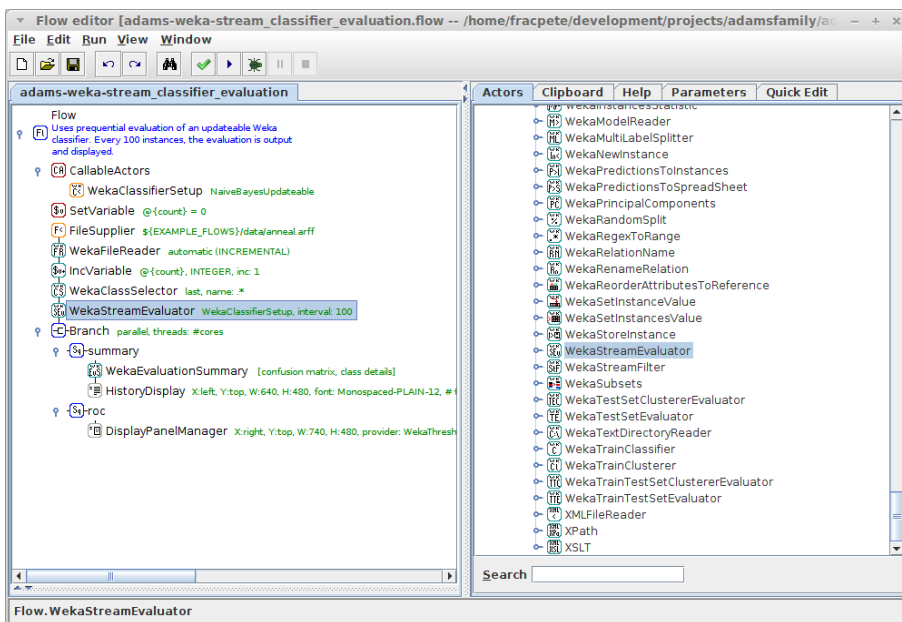 Flow editor [adams-weka-stream_classifier_evaluation.flow -- /home/fracpete/development/projects/adamsfamily/
File Edit Run View Window
adams-weka-stream_classifier_evaluation
Flow
Uses prequential evaluation of an updateable Weka
classifier. Every 100 instances, the evaluation is output
and displayed.
CallableActors
WekaClassifierSetup NaiveBayesUpdateable
SetVariable @{count} = 0
FileSupplier ${EXAMPLE_FLOWS}/data/anneal.arff
WekaFileReader automatic (INCREMENTAL)
IncVariable @{count}, INTEGER, inc: 1
WekaClassSelector last, name: .*
WekaStreamEvaluator WekaClassifierSetup, interval: 100
Branch parallel, threads: #cores
summary
WekaEvaluationSummary [confusion matrix, class details]
HistoryDisplay X:left, Y:top, W:640, H:480, font: Monospaced-PLAIN-12, #
roc
DisplayPanelManager X:right, Y:top, W:740, H:480, provider: WekaThresh
Actors Clipboard Help Parameters Quick Edit
WekaInstancesStatistic
WekaModelReader
WekaMultiLabelSplitter
WekaNewInstance
WekaPredictionsToInstances
WekaPredictionsToSpreadSheet
WekaPrincipalComponents
WekaRandomSplit
WekaRegexToRange
WekaRelationName
WekaRenameRelation
WekaReorderAttributesToReference
WekaSetInstanceValue
WekaSetInstancesValue
WekaStoreInstance
WekaStreamEvaluator
WekaStreamFilter
WekaSubsets
WekaTestSetClustererEvaluator
WekaTestSetEvaluator
WekaTextDirectoryReader
WekaTrainClassifier
WekaTrainClusterer
WekaTrainTestSetClustererEvaluator
WekaTrainTestSetEvaluator
XMLFileReader
XPath
XSLT
Search
Flow.WekaStreamEvaluator